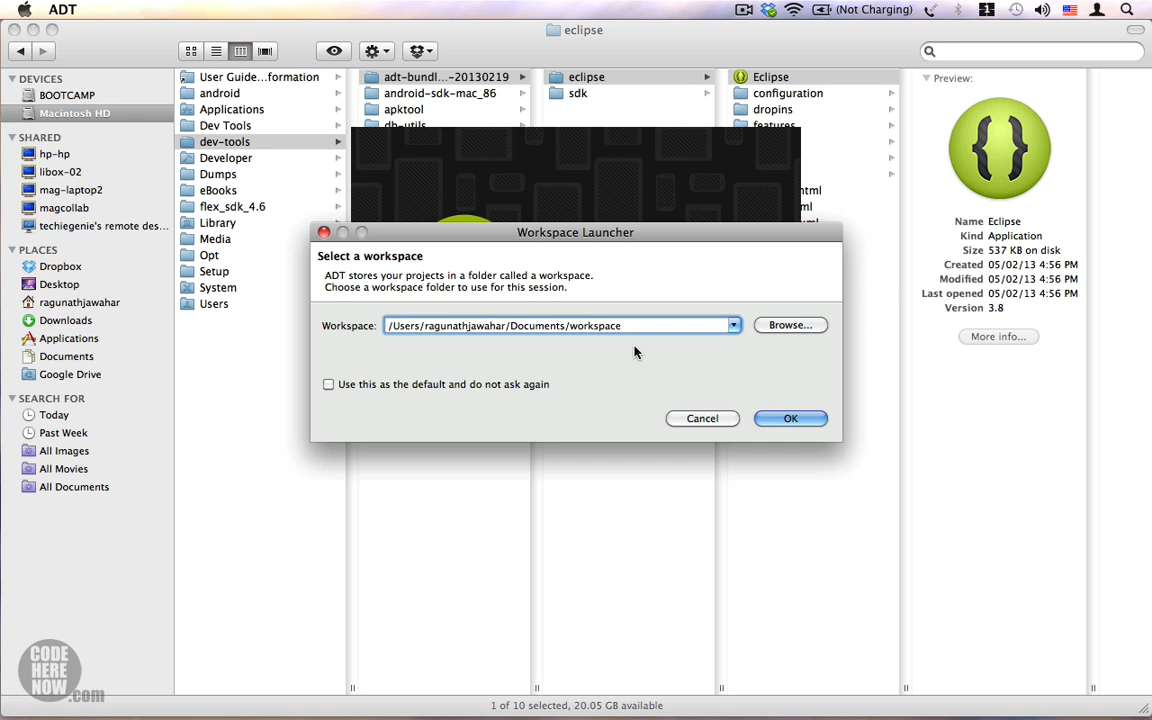 ADT
(Not Charging)
eclipse
DEVICES
BOOTCAMP
Macintosh HD
SHARED
hp-hp
libox-02
mag-laptop2
magcollab
techiegenie's remote des...
PLACES
Dropbox
Desktop
ragunathjawahar
Downloads
Applications
Documents
Google Drive
SEARCH FOR
Today
Past Week
All Images
All Movies
All Documents
User Guide...formation
android
Applications
Dev Tools
dev-tools
Developer
Dumps
eBooks
flex_sdk_4.6
Library
Media
Opt
Setup
System
Users
adt-bundl...-20130219
android-sdk-mac_86
apktool
db-utils
eclipse
sdk
Eclipse
configuration
dropins
features
html
ml
Preview:
{}
Name Eclipse
Kind Application
Size 537 KB on disk
Created 05/02/13 4:56 PM
Modified 05/02/13 4:56 PM
Last opened 05/02/13 4:56 PM
Version 3.8
More info...
Workspace Launcher
Select a workspace
ADT stores your projects in a folder called a workspace.
Choose a workspace folder to use for this session.
Workspace: /Users/ragunathjawahar/Documents/workspace Browse...
Use this as the default and do not ask again
Cancel OK
CODE
HERE
NOW.com
1 of 10 selected, 20.05 GB available